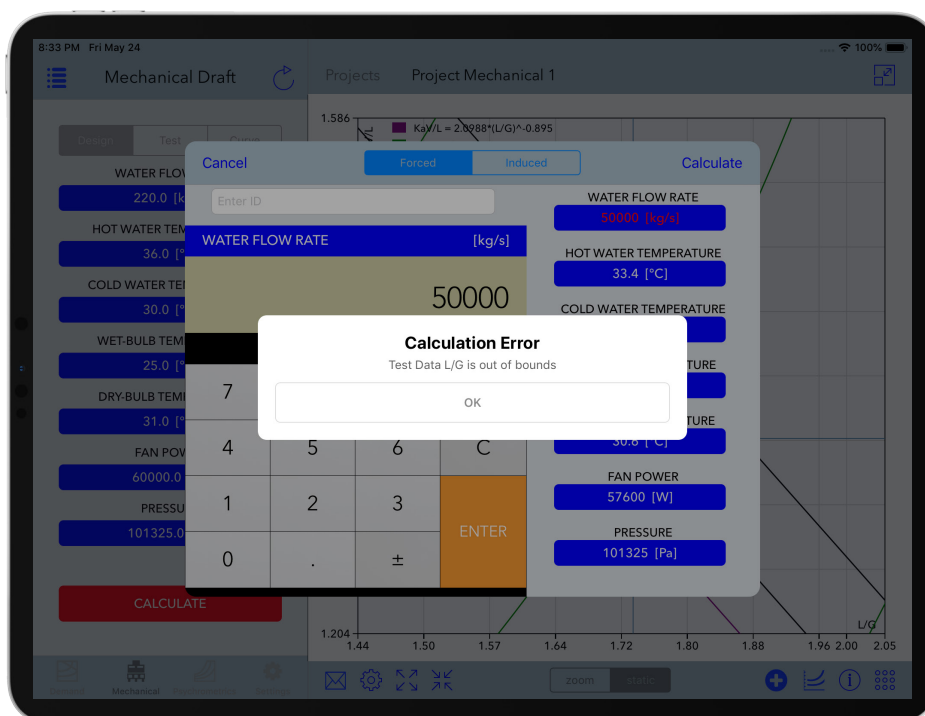 8:33 PM Fri May 24
100%
Mechanical Draft
Projects
Project Mechanical 1
1.586
KaV/L = 2.0988*(L/G)^-0.895
Design
Test
Curve
Cancel
Forced
Induced
Calculate
WATER FLOW
220.0 [k
HOT WATER TEM
36.0 [°
COLD WATER TE
30.0 [°
WET-BULB TEM
25.0 [°
DRY-BULB TEM
31.0 [°
FAN POW
60000.0
PRESSU
101325.0
CALCULATE
Enter ID
WATER FLOW RATE
[kg/s]
50000
7
4
5
6
C
1
2
3
ENTER
0
.
±
WATER FLOW RATE
50000 [kg/s]
HOT WATER TEMPERATURE
33.4 [°C]
COLD WATER TEMPERATURE
TURE
TURE
30.6 [°C]
FAN POWER
57600 [W]
PRESSURE
101325 [Pa]
Calculation Error
Test Data L/G is out of bounds
OK
1.204
L/G
1.44
1.50
1.57
1.64
1.72
1.80
1.88
1.96
2.00
2.05
Mechanical
Settings
zoom
static